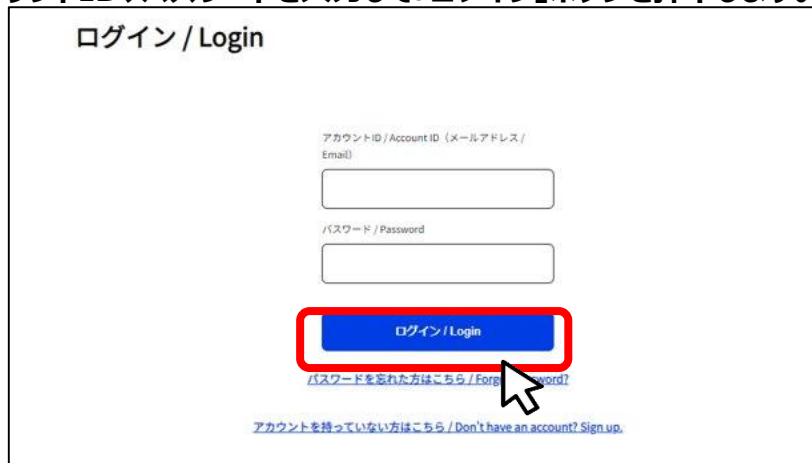 ログイン / Login
アカウントID / Account ID（メールアドレス /
Email)
パスワード / Password
ログイン / Login
パスワードを忘れた方はこちら / Forg word?
アカウントを持っていない方はこちら / Don't have an account? Sign up.